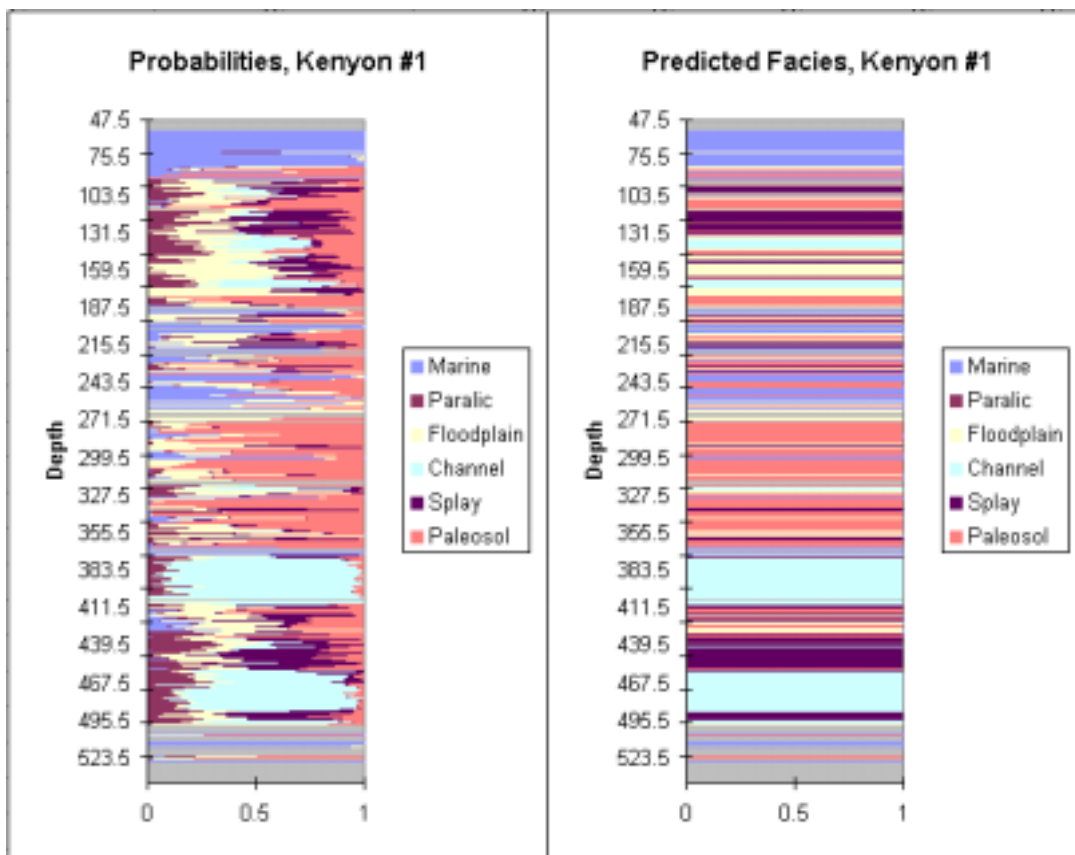 Probabilities, Kenyon #1
Depth
47.5
75.5
103.5
131.5
159.5
187.5
215.5
243.5
271.5
299.5
327.5
355.5
383.5
411.5
439.5
467.5
495.5
523.5
0 0.5 1
Marine
Paralic
Floodplain
Channel
Splay
Paleosol
Predicted Facies, Kenyon #1
Depth
47.5
75.5
103.5
131.5
159.5
187.5
215.5
243.5
271.5
299.5
327.5
355.5
383.5
411.5
439.5
467.5
495.5
523.5
0 0.5 1
Marine
Paralic
Floodplain
Channel
Splay
Paleosol